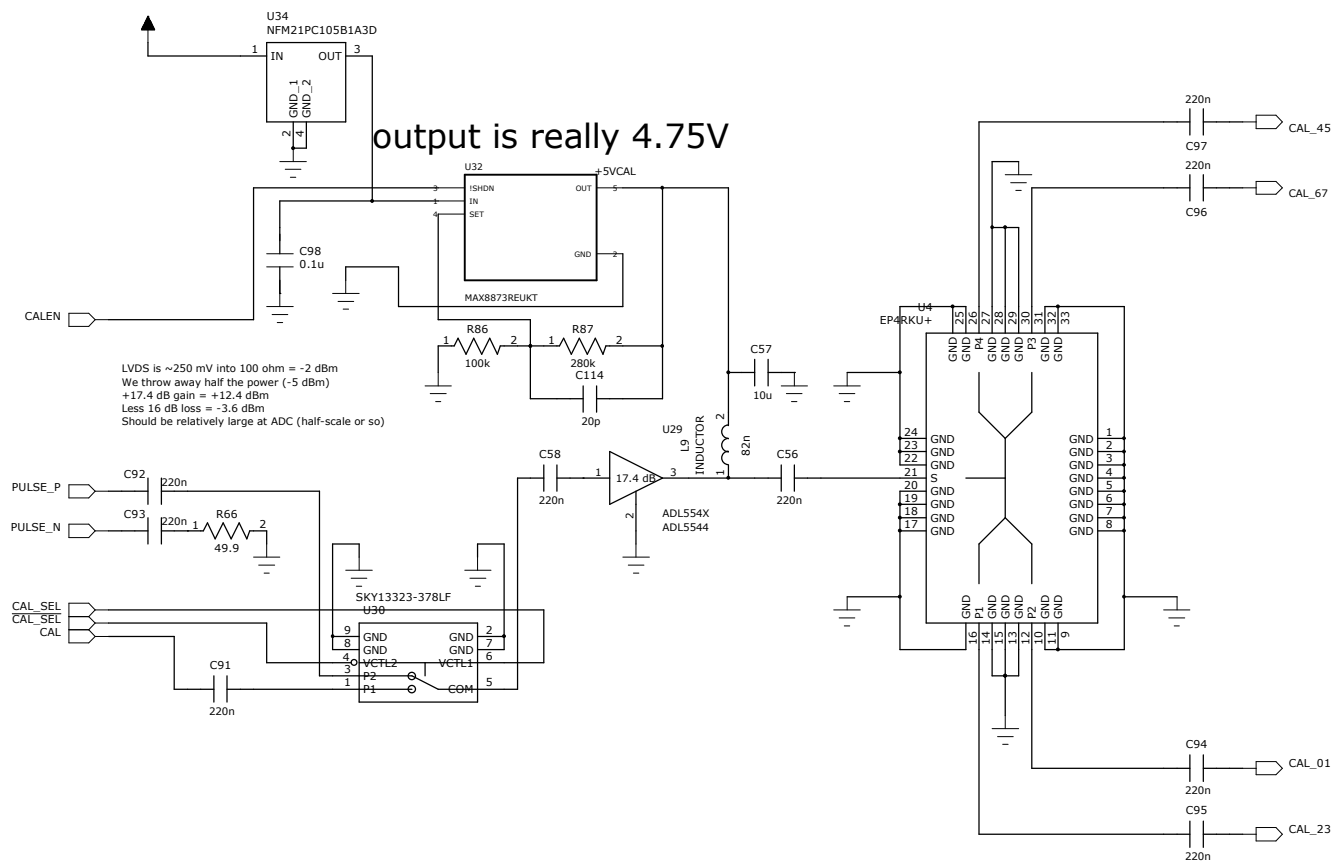 U34
NFM21PC105B1A3D
1 IN OUT 3
GND_1
GND_2
2
4
output is really 4.75V
U32
+5VCAL
3 !SHDN OUT 5
1 IN
4 SET
GND 2
MAX8873REUKT
C98
0.1u
CALEN
1 R86 2
100k
1 R87 2
280k
C114
20p
C57
10u
LVDS is ~250 mV into 100 ohm = -2 dBm
We throw away half the power (-5 dBm)
+17.4 dB gain = +12.4 dBm
Less 16 dB loss = -3.6 dBm
Should be relatively large at ADC (half-scale or so)
PULSE_P
C92
220n
PULSE_N
C93
220n
1 R66 2
49.9
CAL_SEL
CAL_SEL
CAL
C91
220n
SKY13323-378LF
U30
9 GND GND 2
8 GND GND 7
4 VCTL2 VCTL1 6
3 P2
1 P1 COM 5
C58
220n
U29
1 17.4 dB 3
2
ADL554X
ADL5544
L9
INDUCTOR
82n
1
2
C56
220n
U4
EP4RKU+
25 GND
26 GND
P4
27 GND
28 GND
29 GND
30 P3
31 GND
32 GND
33 GND
24 GND GND 1
23 GND GND 2
22 GND GND 3
21 S GND 4
20 GND GND 5
19 GND GND 6
18 GND GND 7
17 GND GND 8
16 GND
P1
14 GND
15 GND
13 GND
12 P2
10 GND
11 GND
9
220n
C97
CAL_45
220n
C96
CAL_67
C94
220n
CAL_01
C95
220n
CAL_23